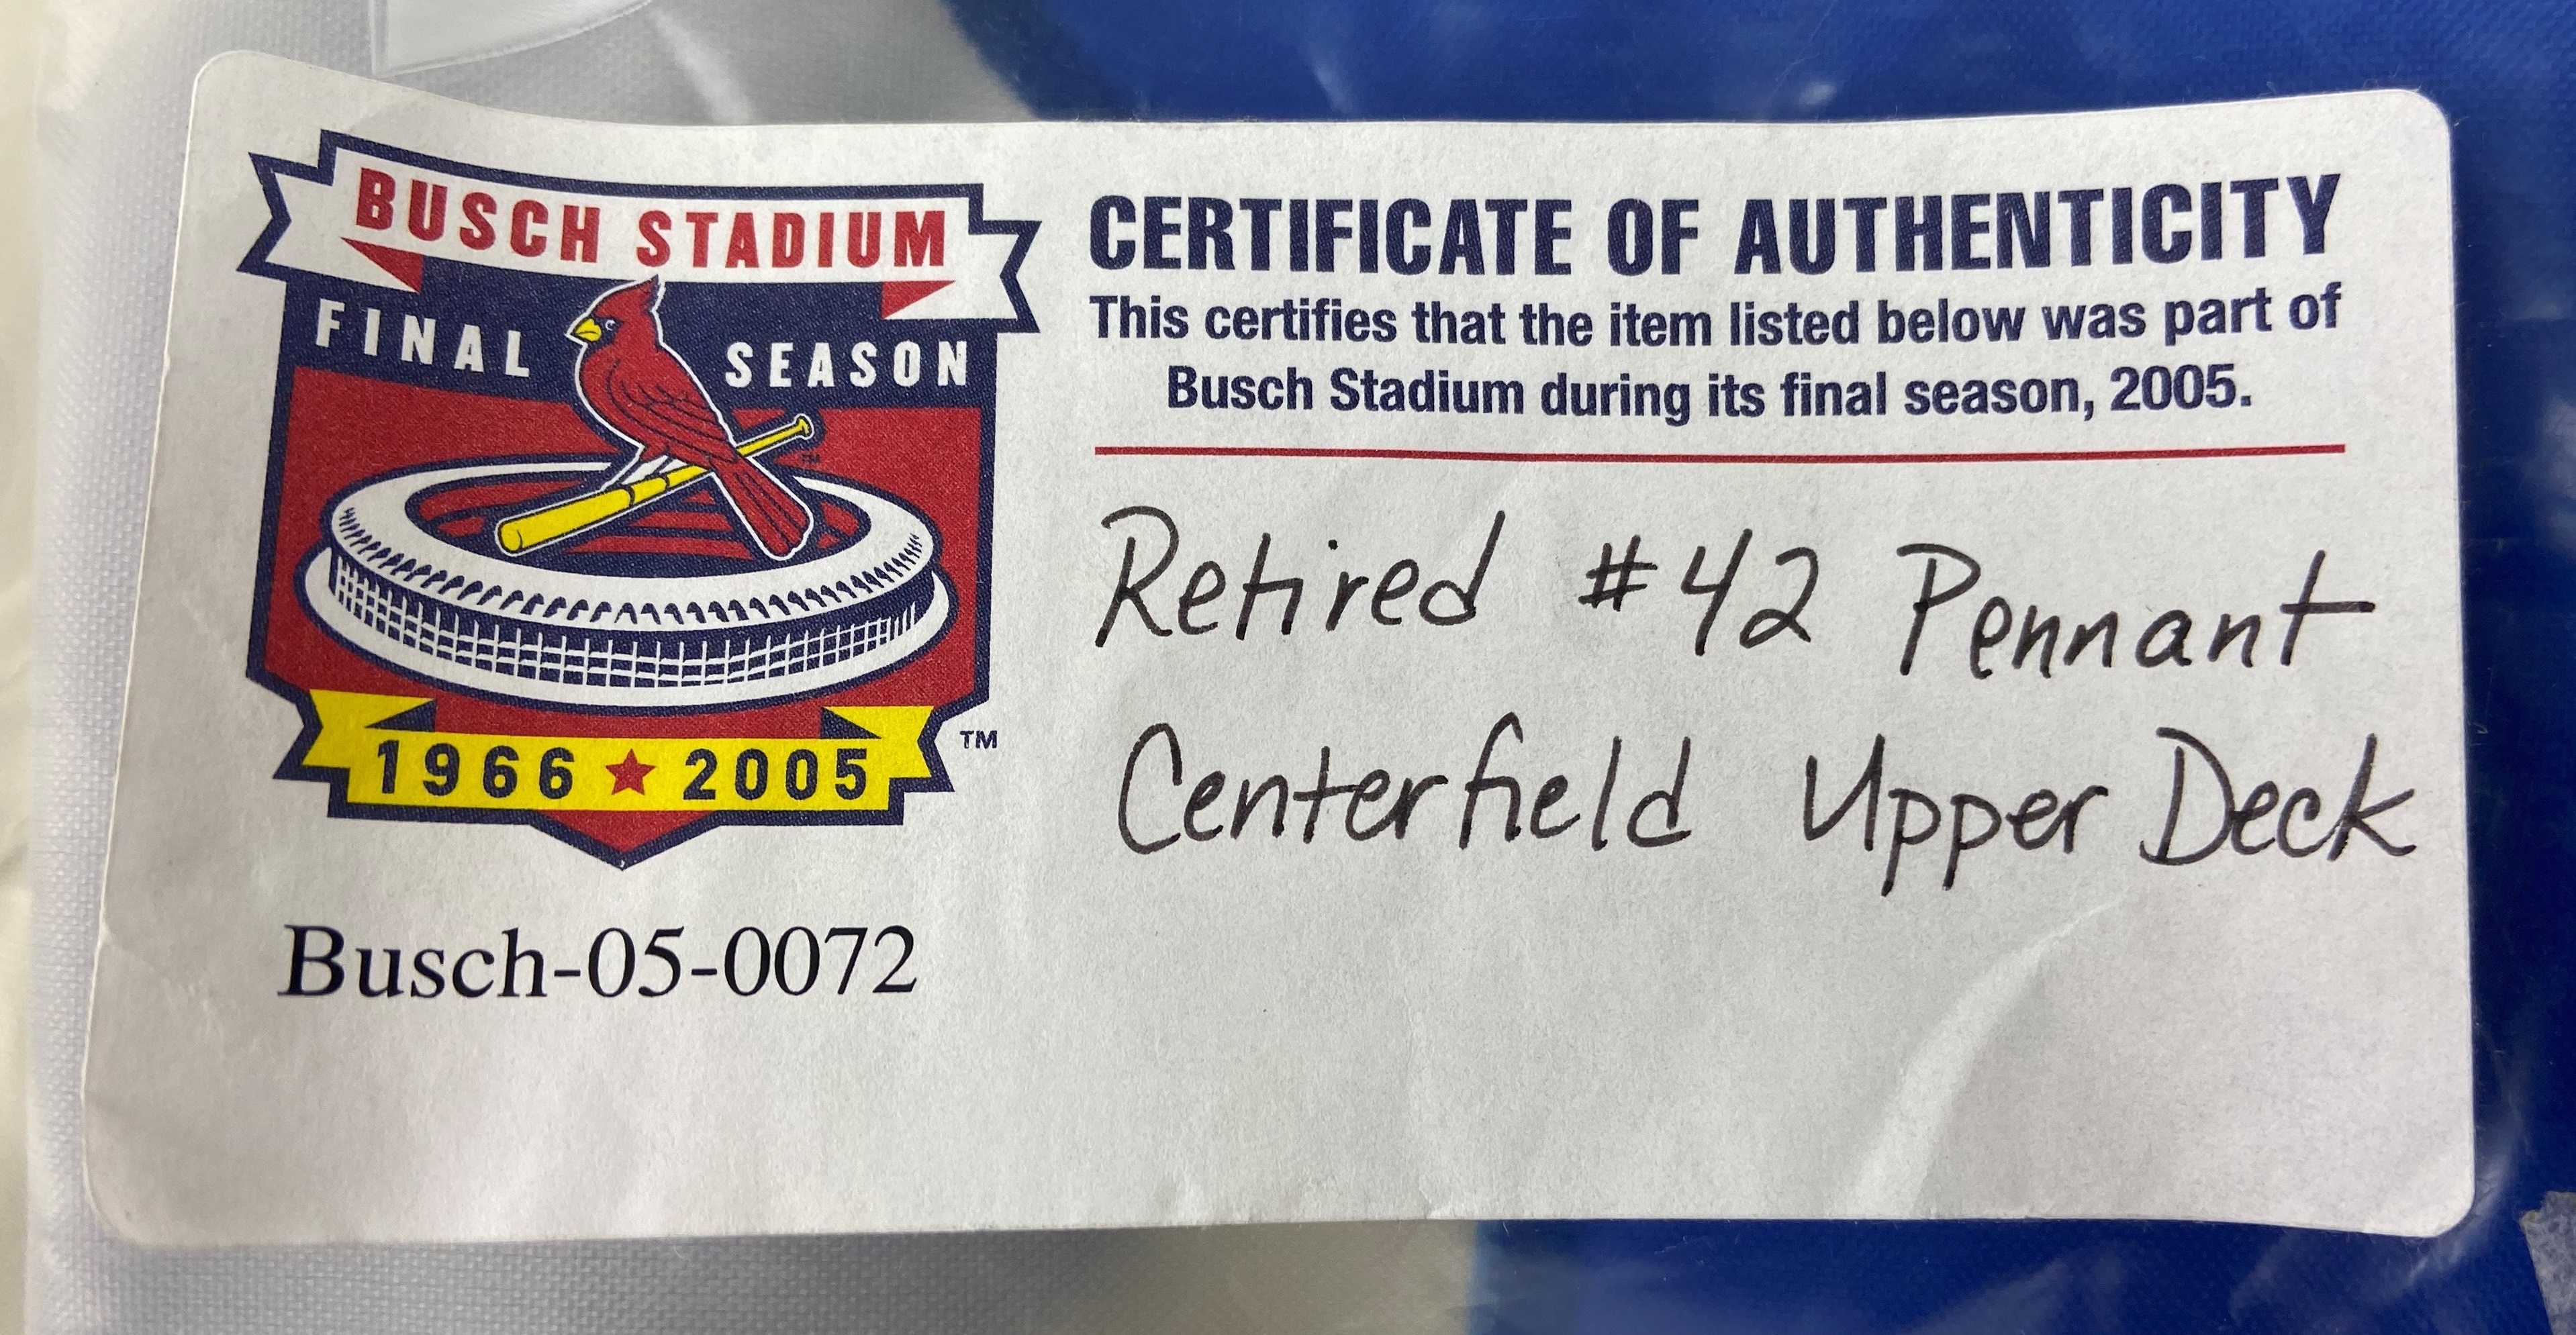 BUSCH STADIUM
FINAL SEASON
TM
1966 ★ 2005
TM
Busch-05-0072
CERTIFICATE OF AUTHENTICITY
This certifies that the item listed below was part of
Busch Stadium during its final season, 2005.
Retired #42 Pennant
Centerfield Upper Deck